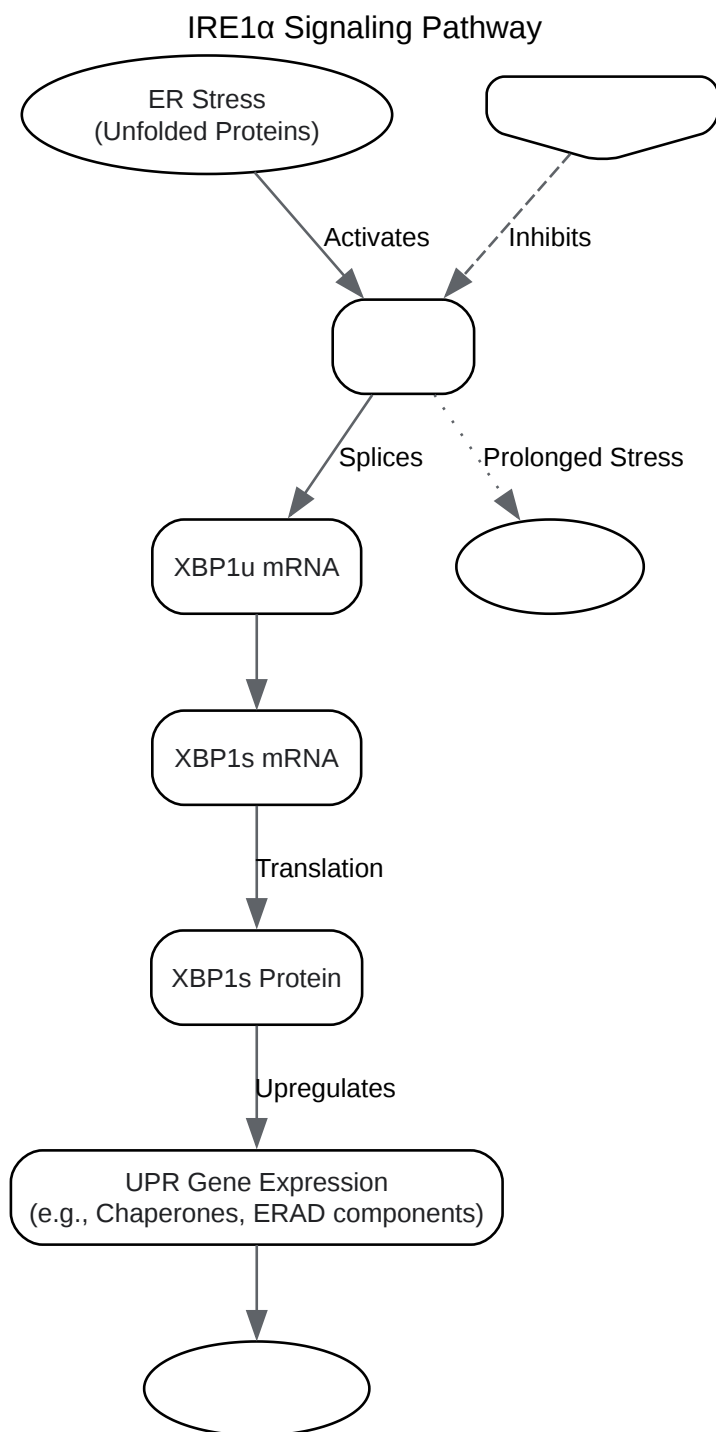 IRE1α Signaling Pathway
ER Stress
(Unfolded Proteins)
Activates
Inhibits
Splices
Prolonged Stress
XBP1u mRNA
XBP1s mRNA
Translation
XBP1s Protein
Upregulates
UPR Gene Expression
(e.g., Chaperones, ERAD components)